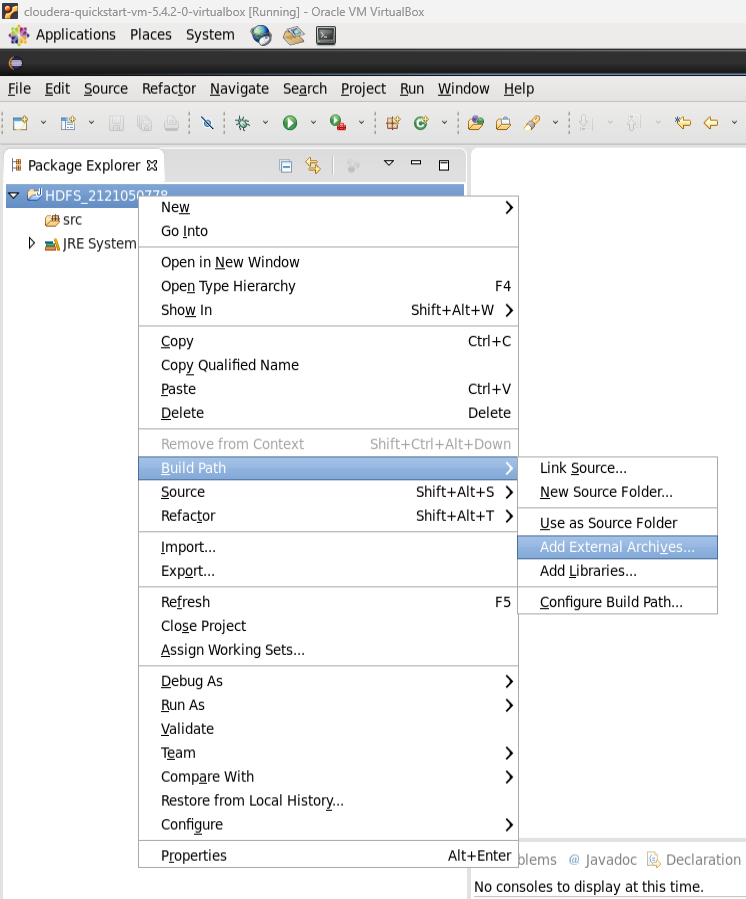 cloudera-quickstart-vm-5.4.2-0-virtualbox [Running] - Oracle VM VirtualBox
Applications Places System
File Edit Source Refactor Navigate Search Project Run Window Help
Package Explorer
HDFS_2121050778
src
JRE System
New
Go Into
Open in New Window
Open Type Hierarchy F4
Show In Shift+Alt+W
Copy Ctrl+C
Copy Qualified Name
Paste Ctrl+V
Delete Delete
Remove from Context Shift+Ctrl+Alt+Down
Build Path
Source Shift+Alt+S
Refactor Shift+Alt+T
Import...
Export...
Refresh F5
Close Project
Assign Working Sets...
Debug As
Run As
Validate
Team
Compare With
Restore from Local History...
Configure
Properties Alt+Enter
Link Source...
New Source Folder...
Use as Source Folder
Add External Archives...
Add Libraries...
Configure Build Path...
blems @ Javadoc Declaration
No consoles to display at this time.